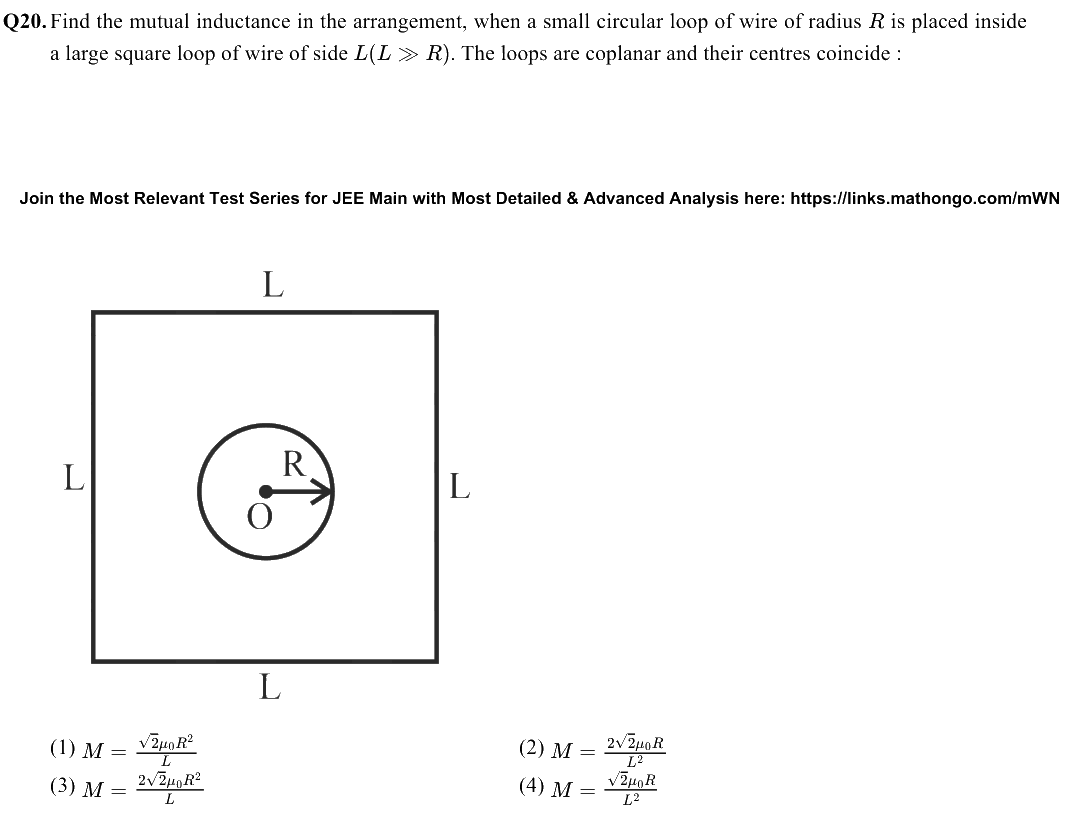 Q20. Find the mutual inductance in the arrangement, when a small circular loop of wire of radius R is placed inside
a large square loop of wire of side L(L ≫ R). The loops are coplanar and their centres coincide :
Join the Most Relevant Test Series for JEE Main with Most Detailed & Advanced Analysis here: https://links.mathongo.com/mWN
L
R
L
L
O
L
(1) M = √2μ₀R²/L (2) M = 2√2μ₀R/L²
(3) M = 2√2μ₀R²/L (4) M = √2μ₀R/L²